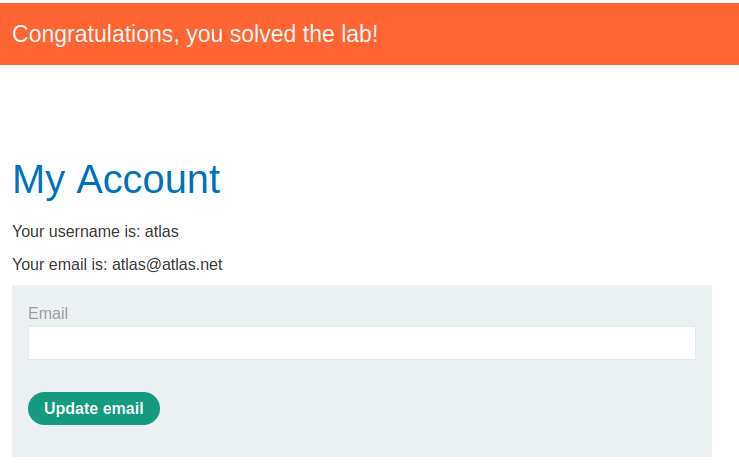 Congratulations, you solved the lab!
My Account
Your username is: atlas
Your email is: atlas@atlas.net
Email
Update email